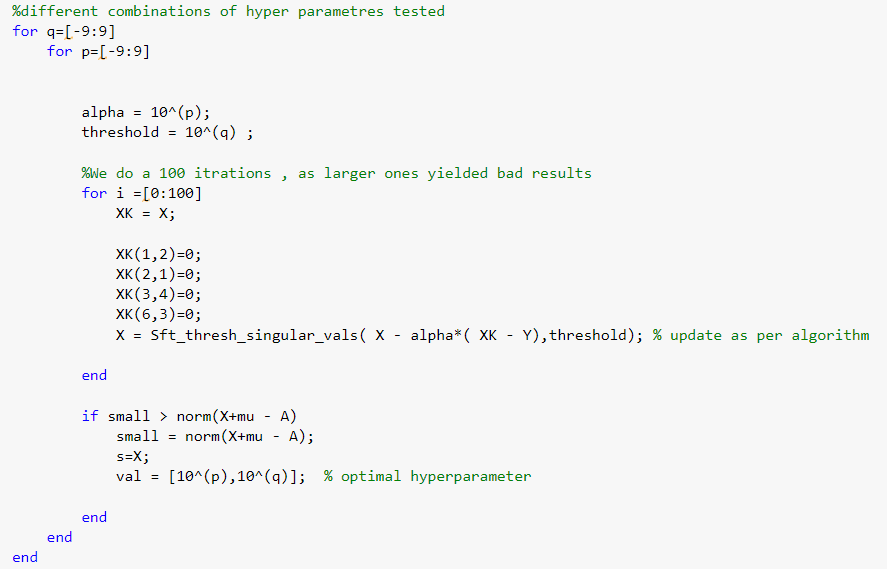 %different combinations of hyper parametres tested
for q=[-9:9]
    for p=[-9:9]
        alpha = 10^(p);
        threshold = 10^(q) ;
        %We do a 100 itrations , as larger ones yielded bad results
        for i =[0:100]
            XK = X;
            XK(1,2)=0;
            XK(2,1)=0;
            XK(3,4)=0;
            XK(6,3)=0;
            X = Sft_thresh_singular_vals( X - alpha*( XK - Y),threshold); % update as per algorithm
        end
        if small > norm(X+mu - A)
            small = norm(X+mu - A);
            s=X;
            val = [10^(p),10^(q)];  % optimal hyperparameter
        end
    end
end